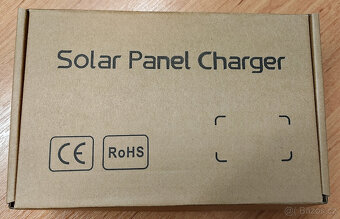 Solar Panel Charger
CE RoHS